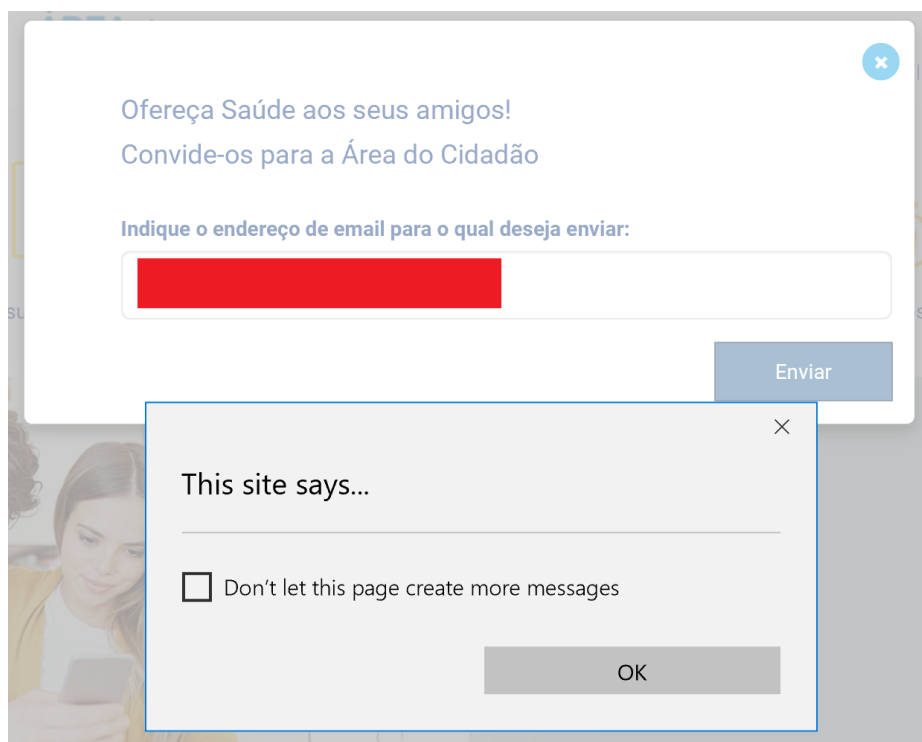 Ofereça Saúde aos seus amigos!
Convide-os para a Área do Cidadão
Indique o endereço de email para o qual deseja enviar:
Enviar
This site says...
Don't let this page create more messages
OK